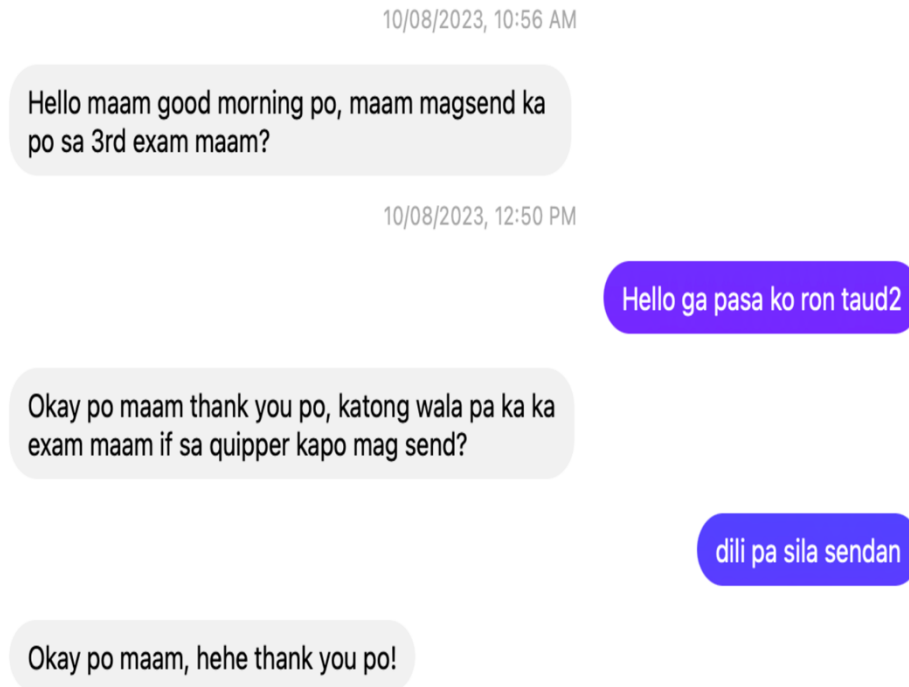 10/08/2023, 10:56 AM
Hello maam good morning po, maam magsend ka
po sa 3rd exam maam?
10/08/2023, 12:50 PM
Hello ga pasa ko ron taud2
Okay po maam thank you po, katong wala pa ka ka
exam maam if sa quipper kapo mag send?
dili pa sila sendan
Okay po maam, hehe thank you po!